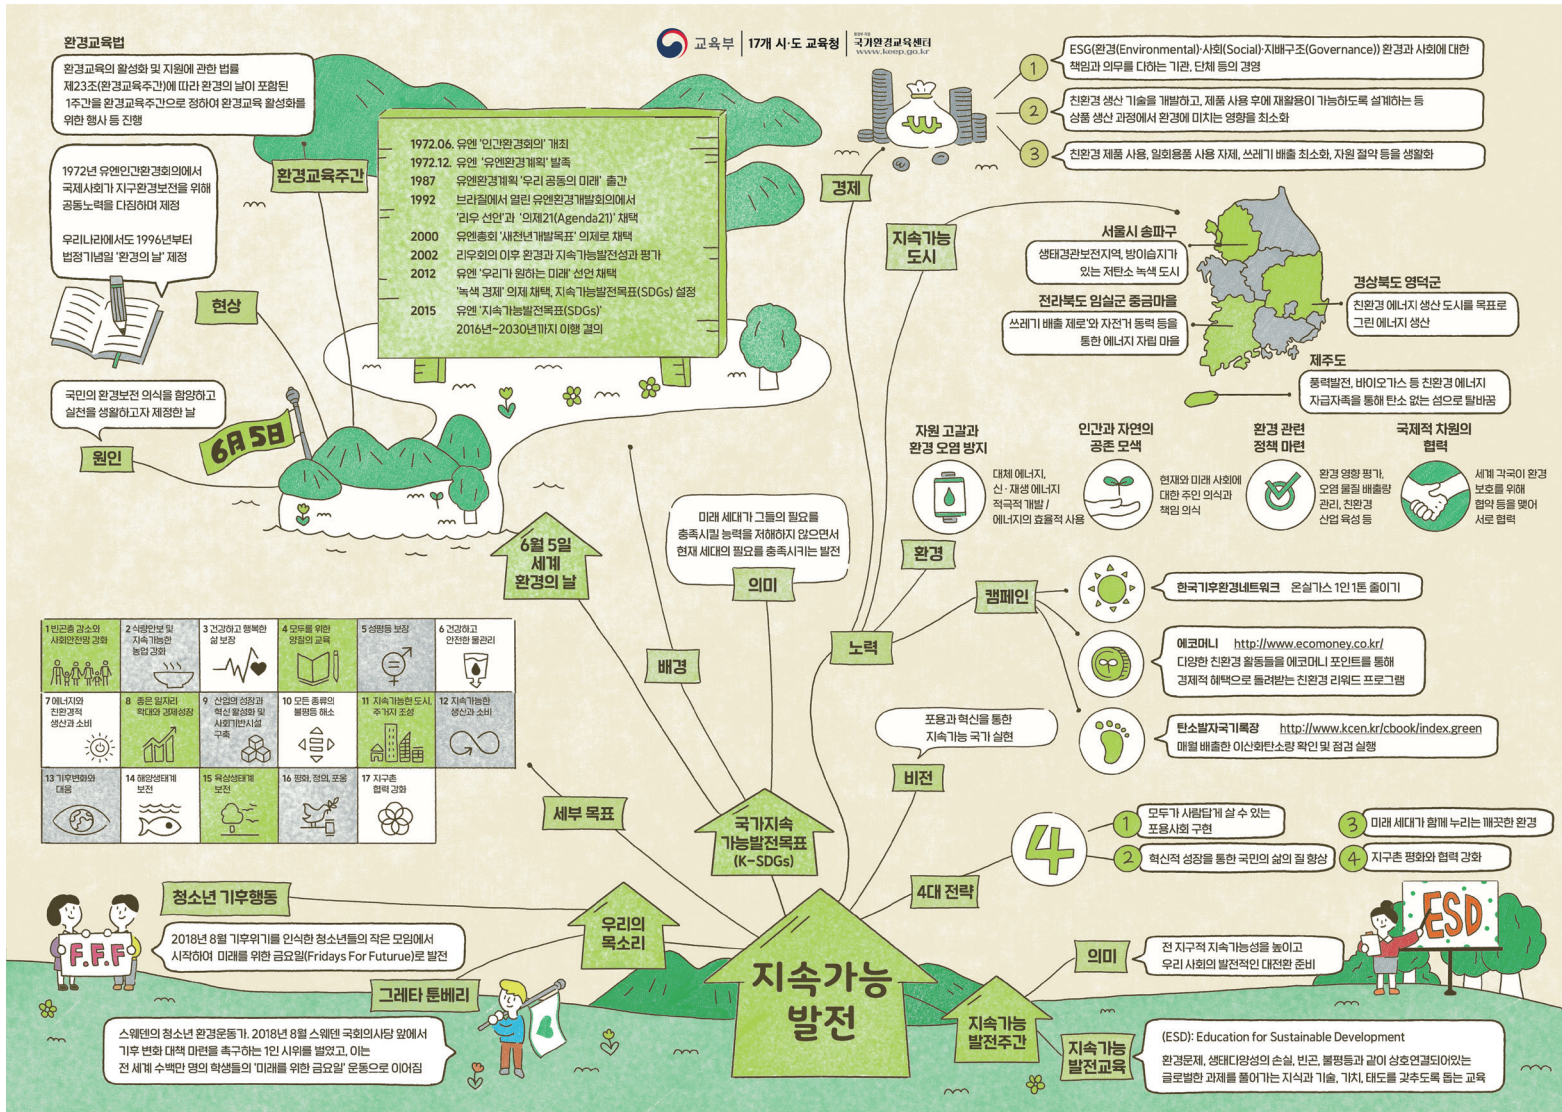 교육부 17개 시·도 교육청 환경부 지정 국가환경교육센터
www.keep.go.kr
환경교육법
환경교육의 활성화 및 지원에 관한 법률
제23조(환경교육주간)에 따라 환경의 날이 포함된
1주간을 환경교육주간으로 정하여 환경교육 활성화를
위한 행사 등 진행
환경교육주간
1972년 유엔인간환경회의에서
국제사회가 지구환경보전을 위해
공동노력을 다짐하며 제정
우리나라에서도 1996년부터
법정기념일 '환경의 날' 제정
현상
국민의 환경보전 의식을 함양하고
실천을 생활하고자 제정한 날
원인
6月 5日
1972.06. 유엔 '인간환경회의' 개최
1972.12. 유엔 '유엔환경계획' 발족
1987 유엔환경계획 '우리 공동의 미래' 출간
1992 브라질에서 열린 유엔환경개발회의에서
'리우 선언'과 '의제21(Agenda21)' 채택
2000 유엔총회 '새천년개발목표' 의제로 채택
2002 리우회의 이후 환경과 지속가능발전성과 평가
2012 유엔 '우리가 원하는 미래' 선언 채택
'녹색 경제' 의제 채택, 지속가능발전목표(SDGs) 설정
2015 유엔 '지속가능발전목표(SDGs)'
2016년~2030년까지 이행 결의
6월 5일
세계
환경의 날
경제
1 ESG(환경(Environmental)·사회(Social)·지배구조(Governance)) 환경과 사회에 대한
책임과 의무를 다하는 기관, 단체 등의 경영
2 친환경 생산 기술을 개발하고, 제품 사용 후에 재활용이 가능하도록 설계하는 등
상품 생산 과정에서 환경에 미치는 영향을 최소화
3 친환경 제품 사용, 일회용품 사용 자제, 쓰레기 배출 최소화, 자원 절약 등을 생활화
지속가능
도시
서울시 송파구
생태경관보전지역, 방이습지가
있는 저탄소 녹색 도시
전라북도 임실군 중금마을
쓰레기 배출 제로'와 자전거 동력 등을
통한 에너지 자립 마을
경상북도 영덕군
친환경 에너지 생산 도시를 목표로
그린 에너지 생산
제주도
풍력발전, 바이오가스 등 친환경 에너지
자급자족을 통해 탄소 없는 섬으로 탈바꿈
자원 고갈과
환경 오염 방지
대체 에너지,
신·재생 에너지
적극적 개발 /
에너지의 효율적 사용
인간과 자연의
공존 모색
현재와 미래 사회에
대한 주인 의식과
책임 의식
환경 관련
정책 마련
환경 영향 평가,
오염 물질 배출량
관리, 친환경
산업 육성 등
국제적 차원의
협력
세계 각국이 환경
보호를 위해
협약 등을 맺어
서로 협력
환경
미래 세대가 그들의 필요를
충족시킬 능력을 저해하지 않으면서
현재 세대의 필요를 충족시키는 발전
의미
배경
노력
캠페인
한국기후환경네트워크 온실가스 1인 1톤 줄이기
에코머니 http://www.ecomoney.co.kr/
다양한 친환경 활동들을 에코머니 포인트를 통해
경제적 혜택으로 돌려받는 친환경 리워드 프로그램
탄소발자국기록장 http://www.kcen.kr/cbook/index.green
매월 배출한 이산화탄소량 확인 및 점검 실행
1 빈곤층 감소와
사회안전망 강화
2 식량안보 및
지속가능한
농업 강화
3 건강하고 행복한
삶 보장
4 모두를 위한
양질의 교육
5 성평등 보장
6 건강하고
안전한 물관리
7 에너지와
친환경적
생산과 소비
8 좋은 일자리
확대와 경제성장
9 산업의 성장과
혁신 활성화 및
사회기반시설
구축
10 모든 종류의
불평등 해소
11 지속가능한 도시,
주거지 조성
12 지속가능한
생산과 소비
13 기후변화와
대응
14 해양생태계
보전
15 육상생태계
보전
16 평화, 정의, 포용
17 지구촌
협력 강화
세부 목표
국가지속
가능발전목표
(K-SDGs)
포용과 혁신을 통한
지속가능 국가 실현
비전
4대 전략
4
1 모두가 사람답게 살 수 있는
포용사회 구현
2 혁신적 성장을 통한 국민의 삶의 질 향상
3 미래 세대가 함께 누리는 깨끗한 환경
4 지구촌 평화와 협력 강화
청소년 기후행동
F.F.F
2018년 8월 기후위기를 인식한 청소년들의 작은 모임에서
시작하여 미래를 위한 금요일(Fridays For Futurue)로 발전
우리의
목소리
그레타 툰베리
스웨덴의 청소년 환경운동가. 2018년 8월 스웨덴 국회의사당 앞에서
기후 변화 대책 마련을 촉구하는 1인 시위를 벌였고, 이는
전 세계 수백만 명의 학생들의 '미래를 위한 금요일' 운동으로 이어짐
지속가능
발전
지속가능
발전주간
의미
전 지구적 지속가능성을 높이고
우리 사회의 발전적인 대전환 준비
ESD
지속가능
발전교육
(ESD): Education for Sustainable Development
환경문제, 생태다양성의 손실, 빈곤, 불평등과 같이 상호연결되어있는
글로벌한 과제를 풀어가는 지식과 기술, 가치, 태도를 갖추도록 돕는 교육